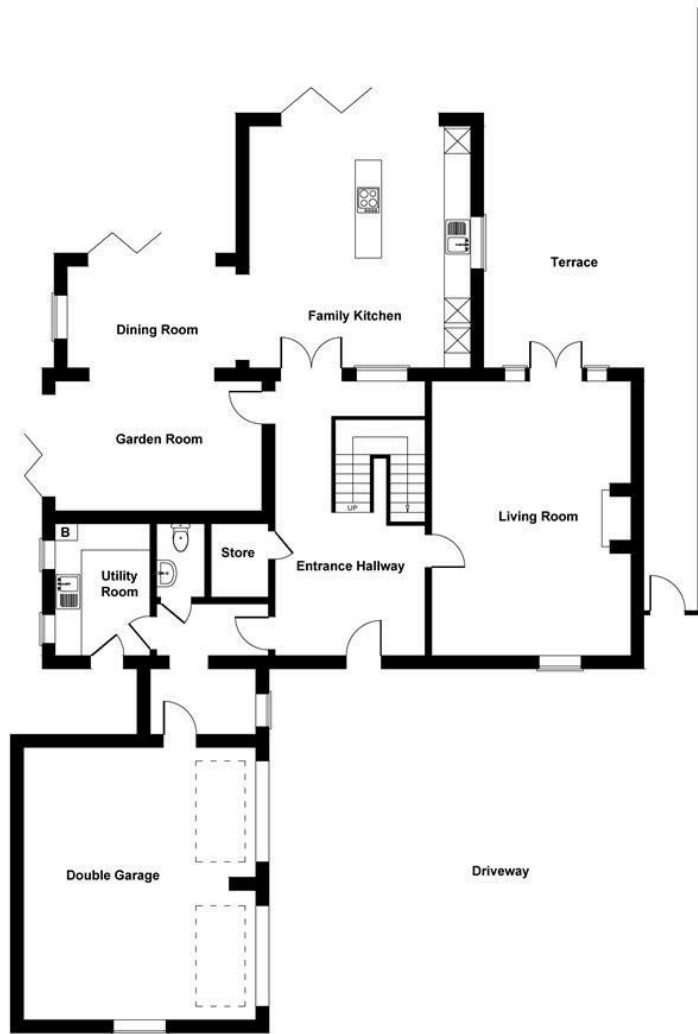 Terrace
Family Kitchen
Dining Room
Garden Room
UP
Living Room
B
Store
Utility
Room
Entrance Hallway
Double Garage
Driveway